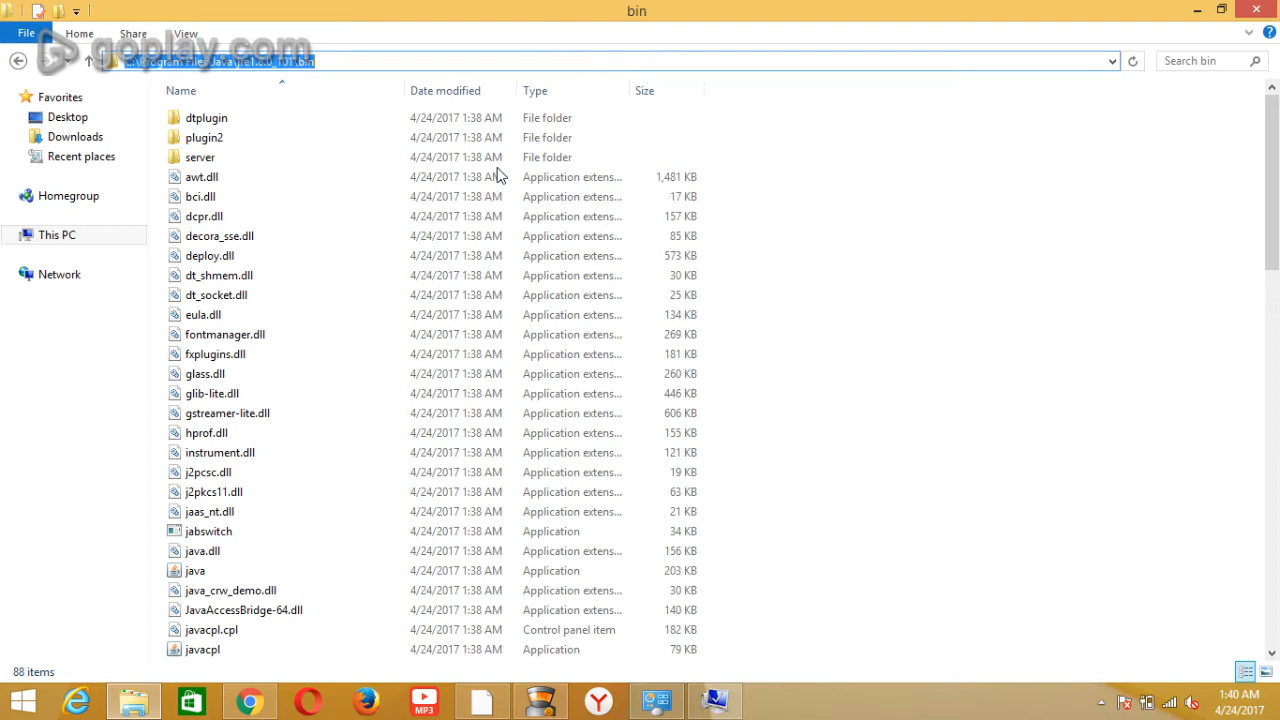 bin
File Home Share View
goplay.com
C:\Program Files\Java\jre1.8.0_101\bin Search bin
Name Date modified Type Size
Favorites
Desktop
Downloads
Recent places
Homegroup
This PC
Network
dtplugin 4/24/2017 1:38 AM File folder
plugin2 4/24/2017 1:38 AM File folder
server 4/24/2017 1:38 AM File folder
awt.dll 4/24/2017 1:38 AM Application extens... 1,481 KB
bci.dll 4/24/2017 1:38 AM Application extens... 17 KB
dcpr.dll 4/24/2017 1:38 AM Application extens... 157 KB
decora_sse.dll 4/24/2017 1:38 AM Application extens... 85 KB
deploy.dll 4/24/2017 1:38 AM Application extens... 573 KB
dt_shmem.dll 4/24/2017 1:38 AM Application extens... 30 KB
dt_socket.dll 4/24/2017 1:38 AM Application extens... 25 KB
eula.dll 4/24/2017 1:38 AM Application extens... 134 KB
fontmanager.dll 4/24/2017 1:38 AM Application extens... 269 KB
fxplugins.dll 4/24/2017 1:38 AM Application extens... 181 KB
glass.dll 4/24/2017 1:38 AM Application extens... 260 KB
glib-lite.dll 4/24/2017 1:38 AM Application extens... 446 KB
gstreamer-lite.dll 4/24/2017 1:38 AM Application extens... 606 KB
hprof.dll 4/24/2017 1:38 AM Application extens... 155 KB
instrument.dll 4/24/2017 1:38 AM Application extens... 121 KB
j2pcsc.dll 4/24/2017 1:38 AM Application extens... 19 KB
j2pkcs11.dll 4/24/2017 1:38 AM Application extens... 63 KB
jaas_nt.dll 4/24/2017 1:38 AM Application extens... 21 KB
jabswitch 4/24/2017 1:38 AM Application 34 KB
java.dll 4/24/2017 1:38 AM Application extens... 156 KB
java 4/24/2017 1:38 AM Application 203 KB
java_crw_demo.dll 4/24/2017 1:38 AM Application extens... 30 KB
JavaAccessBridge-64.dll 4/24/2017 1:38 AM Application extens... 140 KB
javacpl.cpl 4/24/2017 1:38 AM Control panel item 182 KB
javacpl 4/24/2017 1:38 AM Application 79 KB
88 items
MP3
1:40 AM
4/24/2017